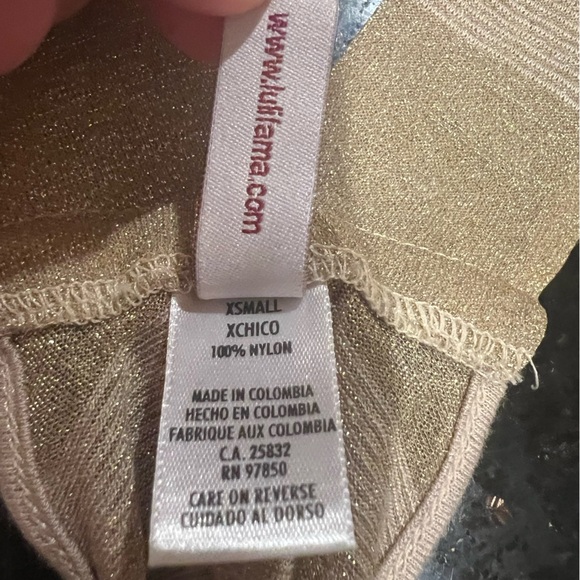 www.lulifama.com
XSMALL
XCHICO
100% NYLON
MADE IN COLOMBIA
HECHO EN COLOMBIA
FABRIQUE AUX COLOMBIA
C.A. 25832
RN 97850
CARE ON REVERSE
CUIDADO AL DORSO